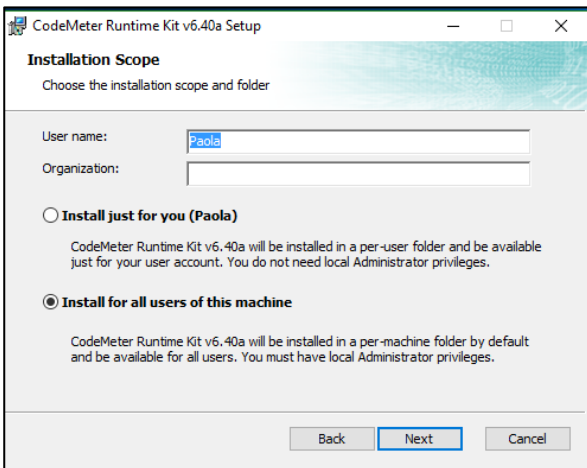 CodeMeter Runtime Kit v6.40a Setup
Installation Scope
Choose the installation scope and folder
User name:
Paola
Organization:
Install just for you (Paola)
CodeMeter Runtime Kit v6.40a will be installed in a per-user folder and be available
just for your user account. You do not need local Administrator privileges.
Install for all users of this machine
CodeMeter Runtime Kit v6.40a will be installed in a per-machine folder by default
and be available for all users. You must have local Administrator privileges.
Back
Next
Cancel